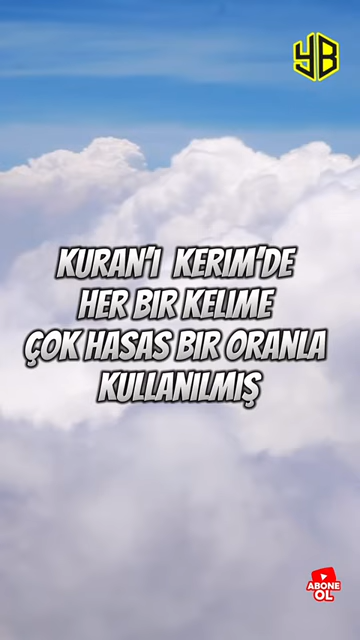 YB
KURAN'I KERIM'DE
HER BIR KELIME
ÇOK HASAS BIR ORANLA
KULLANILMIŞ
ABONE
OL